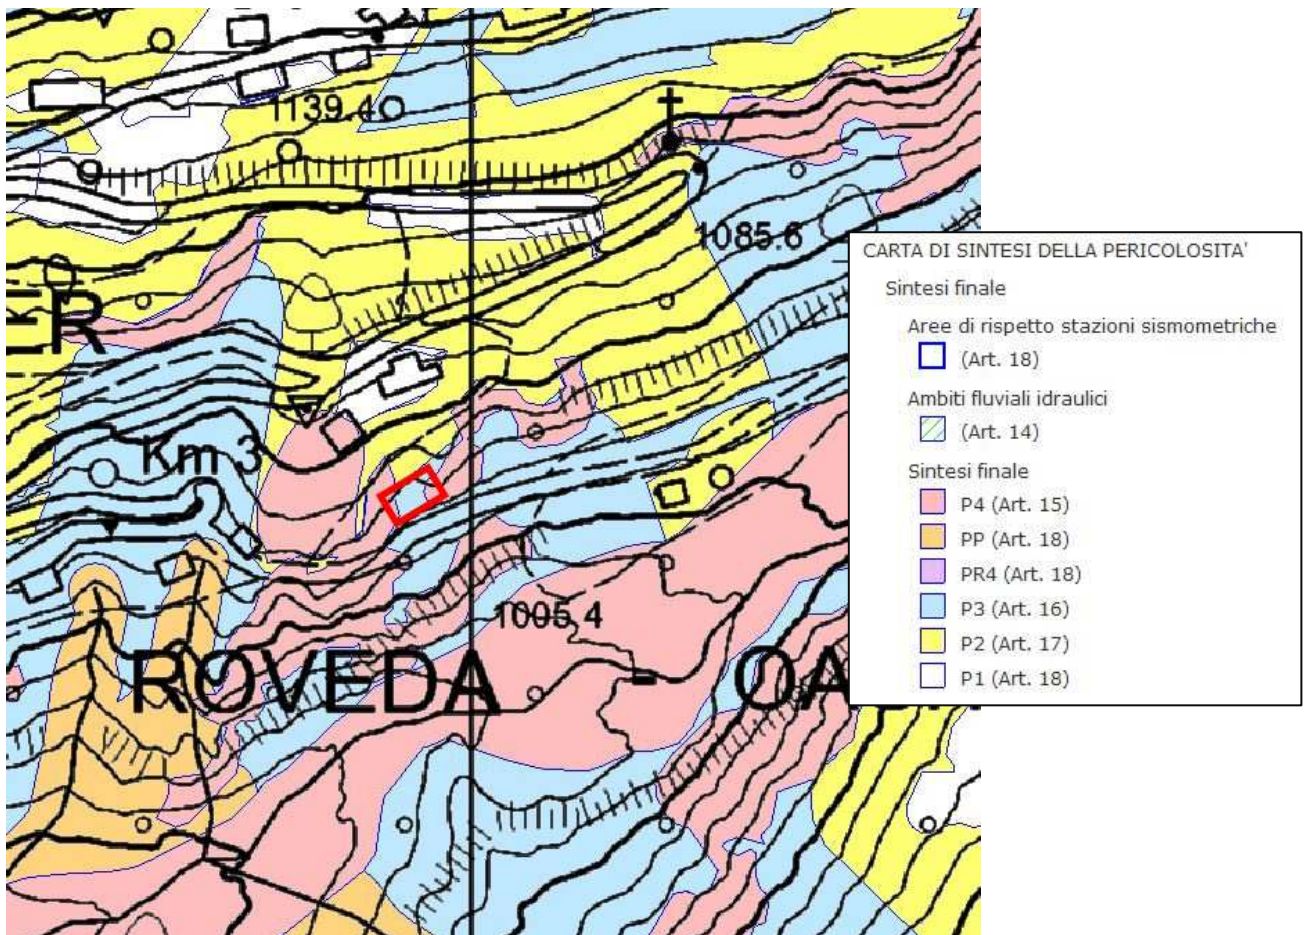 1139.4
1085.6
ER
Km 3
1005.4
ROVEDA - OA
CARTA DI SINTESI DELLA PERICOLOSITA'
Sintesi finale
Aree di rispetto stazioni sismometriche
(Art. 18)
Ambiti fluviali idraulici
(Art. 14)
Sintesi finale
P4 (Art. 15)
PP (Art. 18)
PR4 (Art. 18)
P3 (Art. 16)
P2 (Art. 17)
P1 (Art. 18)